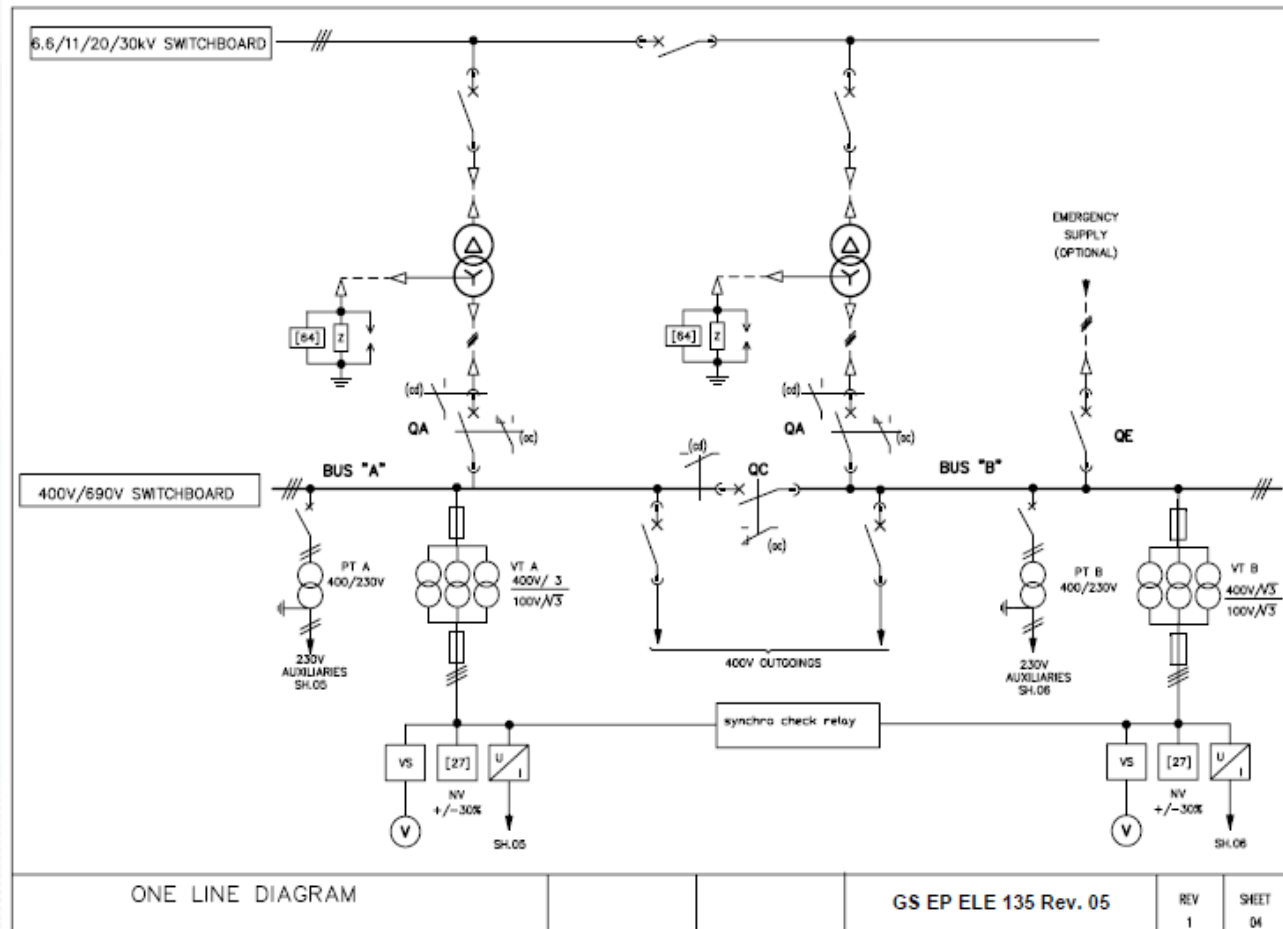 6.6/11/20/30kV SWITCHBOARD
EMERGENCY
SUPPLY
(OPTIONAL)
[64]
Z
[64]
Z
(cd)
(cd)
QA
(oc)
QA
(oc)
QE
BUS "A"
(cd)
QC
BUS "B"
400V/690V SWITCHBOARD
(oc)
PT A
400/230V
VT A
400V/ 3
100V/√3
PT B
400/230V
VT B
400V/√3
100V/√3
230V
AUXILIARIES
SH.05
400V OUTGOINGS
230V
AUXILIARIES
SH.06
synchro check relay
VS
[27]
U
I
VS
[27]
U
I
NV
+/-30%
NV
+/-30%
V
SH.05
V
SH.06
ONE LINE DIAGRAM
GS EP ELE 135 Rev. 05
REV
1
SHEET
04